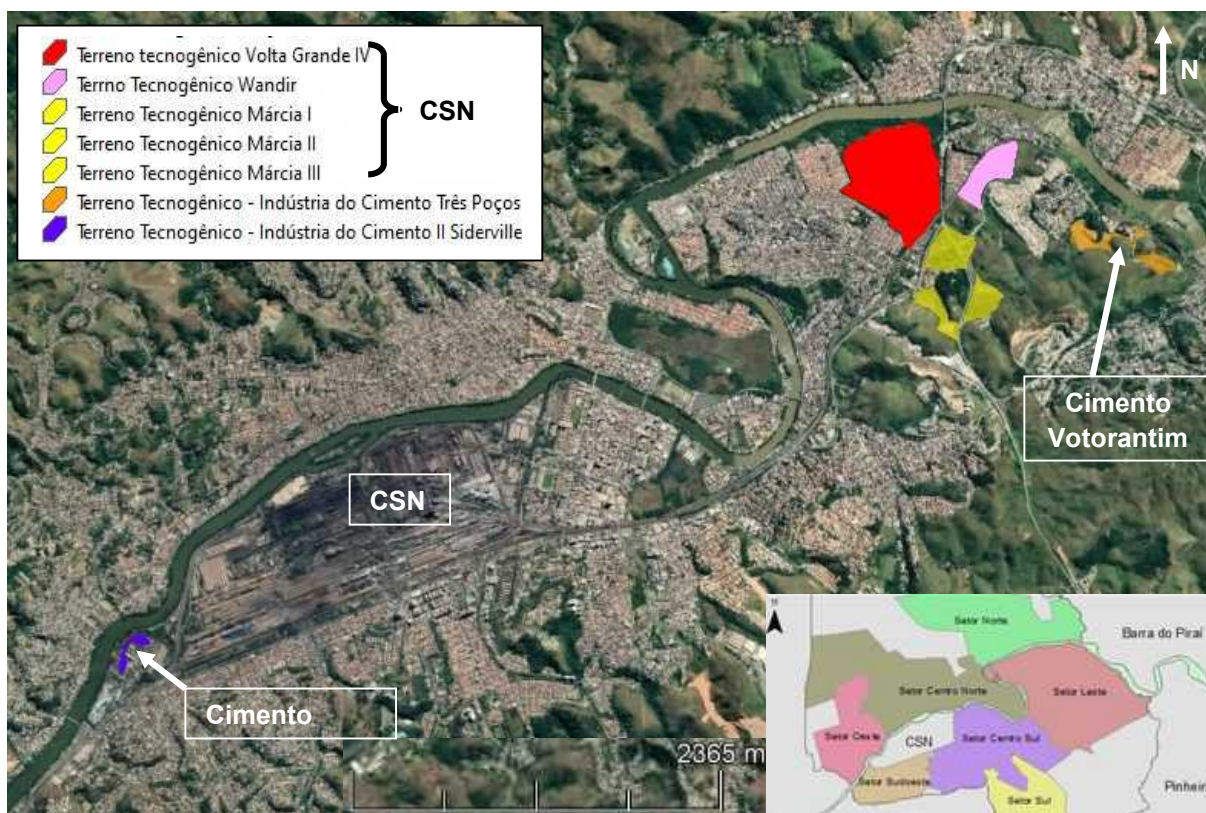 Terreno tecnogênico Volta Grande IV
Terrno Tecnogênico Wandir
Terreno Tecnogênico Márcia I
Terreno Tecnogênico Márcia II
Terreno Tecnogênico Márcia III
Terreno Tecnogênico - Indústria do Cimento Três Poços
Terreno Tecnogênico - Indústria do Cimento II Siderville
CSN
N
Cimento
Votorantim
CSN
Cimento
2365 m
N
Setor Norte
Barra do Piraí
Setor Centro Norte
Setor Leste
Setor Oeste
CSN
Setor Centro Sul
Setor Sudoeste
Setor Sul
Pinheir